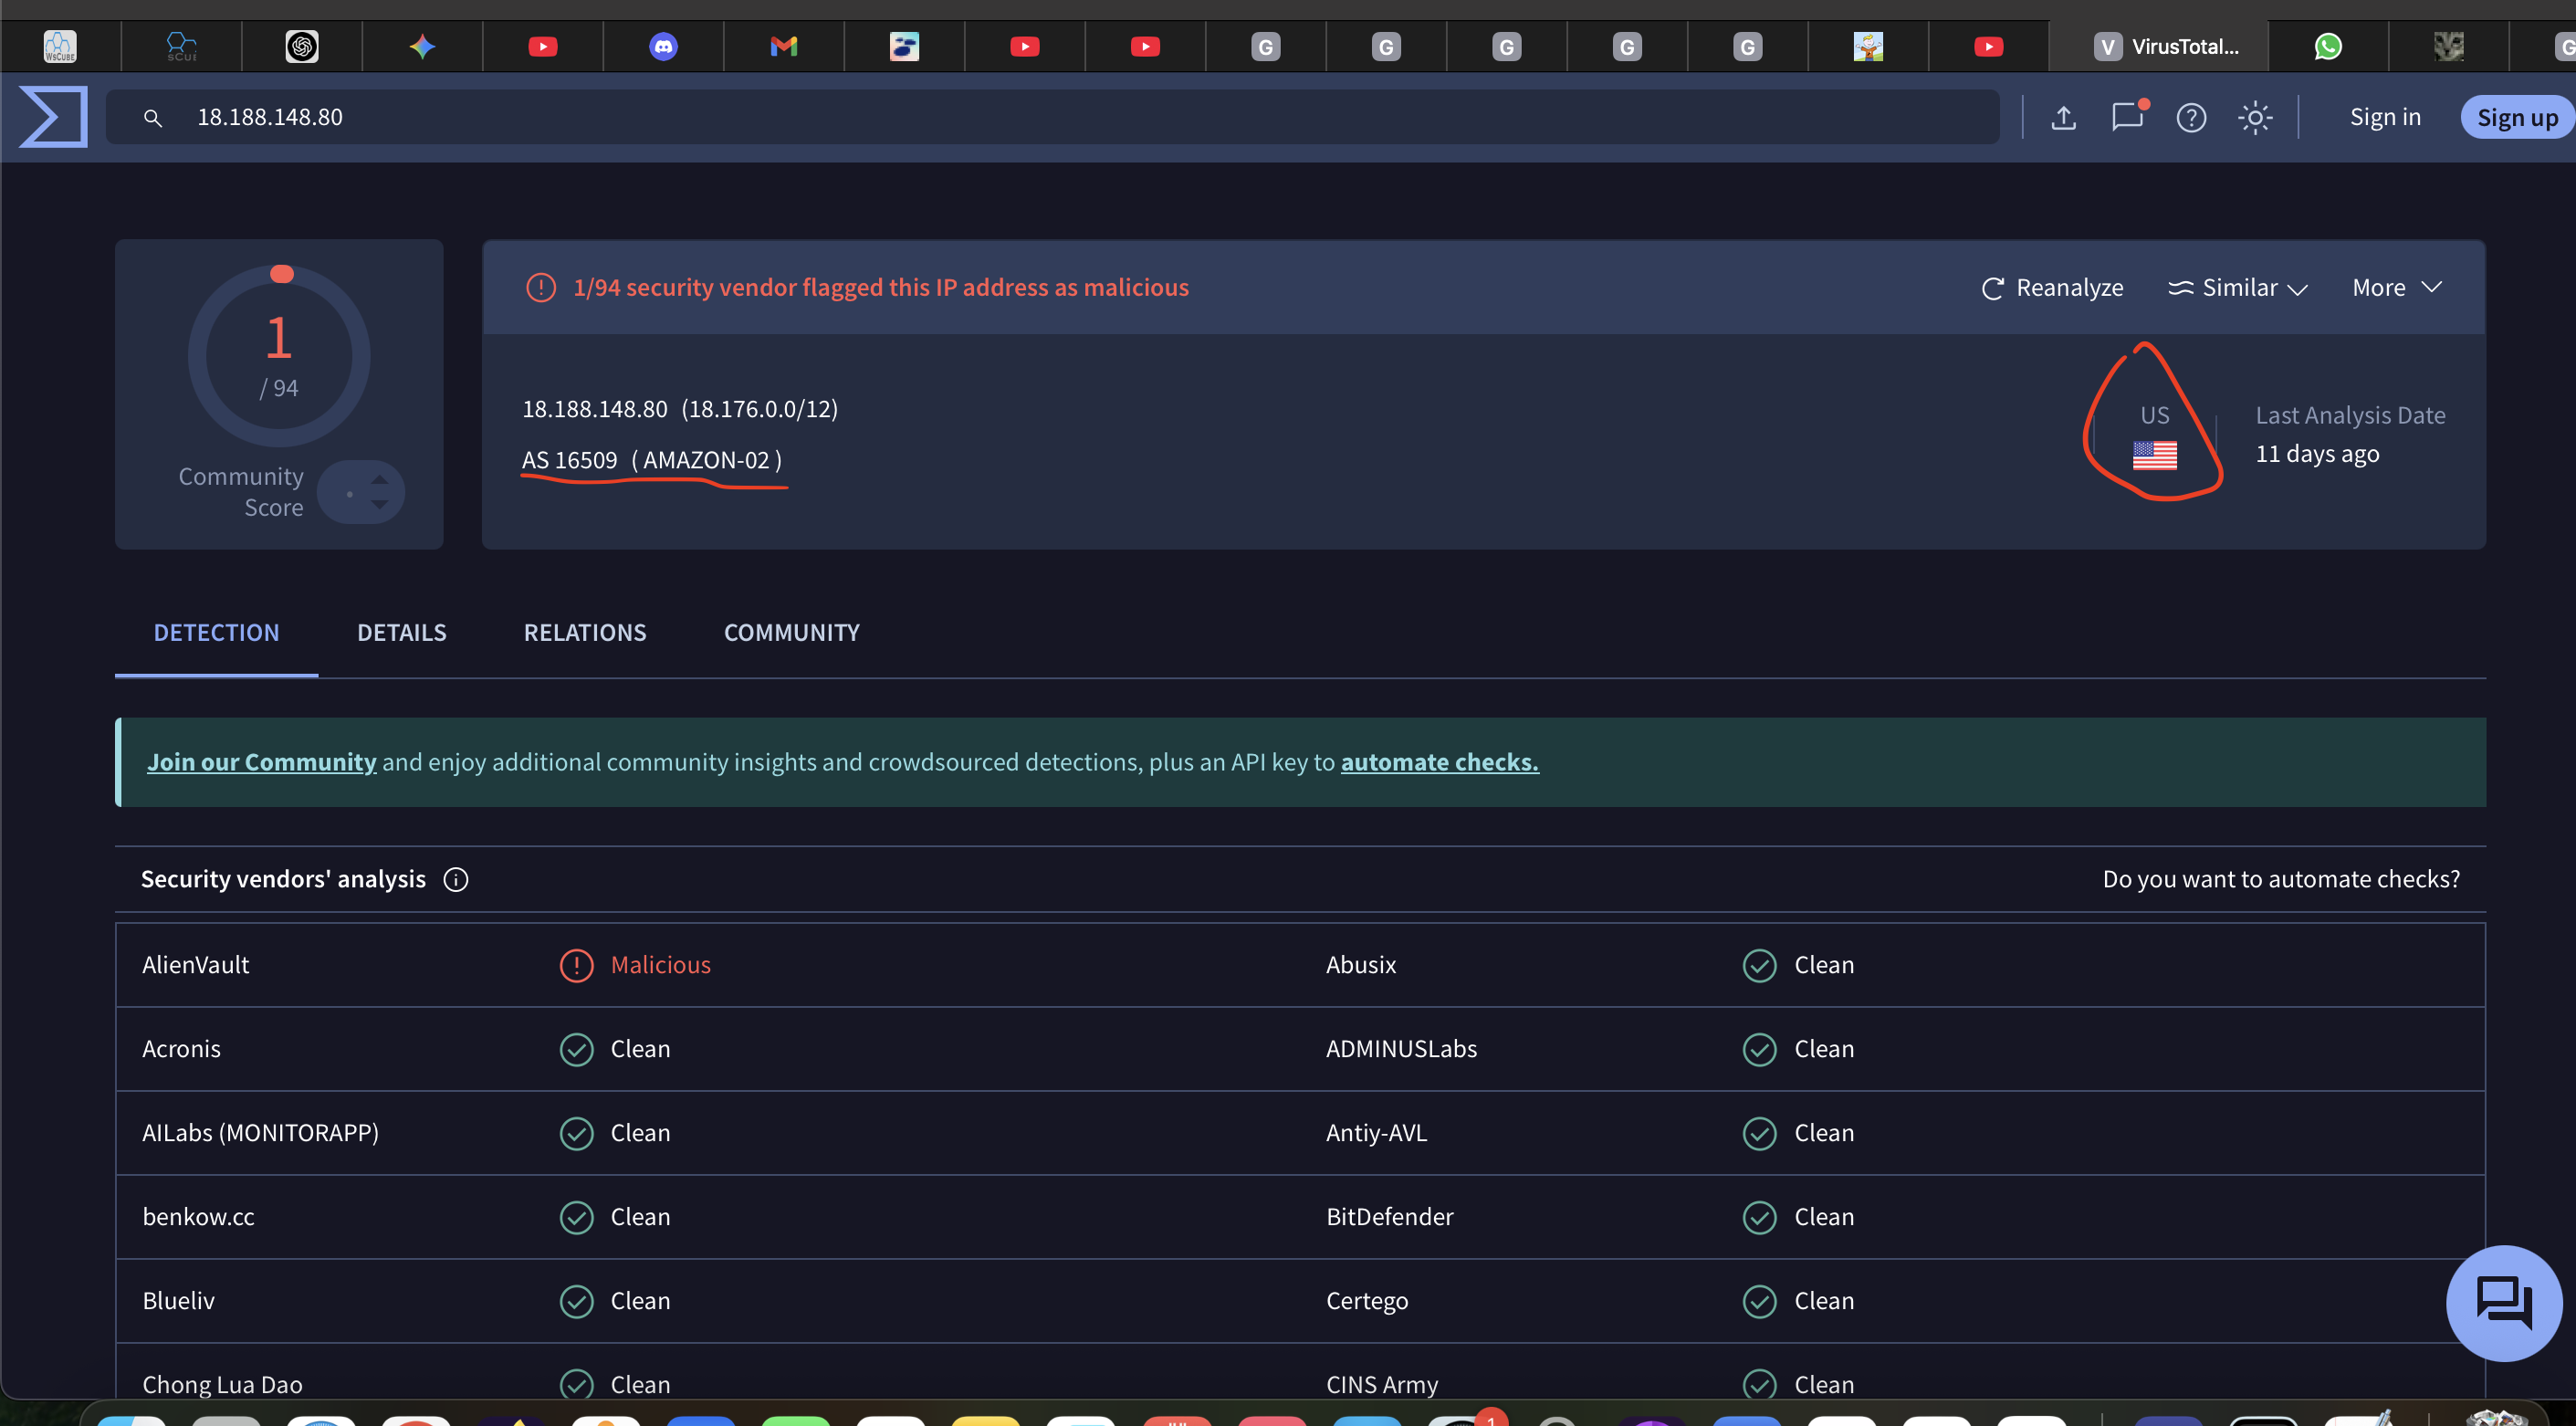 WsCUBE
VirusTotal...
18.188.148.80
Sign in
Sign up
1
/ 94
Community
Score
1/94 security vendor flagged this IP address as malicious
Reanalyze
Similar
More
18.188.148.80 (18.176.0.0/12)
AS 16509 ( AMAZON-02 )
US
Last Analysis Date
11 days ago
DETECTION
DETAILS
RELATIONS
COMMUNITY
Join our Community and enjoy additional community insights and crowdsourced detections, plus an API key to automate checks.
Security vendors' analysis
Do you want to automate checks?
AlienVault Malicious Abusix Clean
Acronis Clean ADMINUSLabs Clean
AILabs (MONITORAPP) Clean Antiy-AVL Clean
benkow.cc Clean BitDefender Clean
Blueliv Clean Certego Clean
Chong Lua Dao Clean CINS Army Clean
1